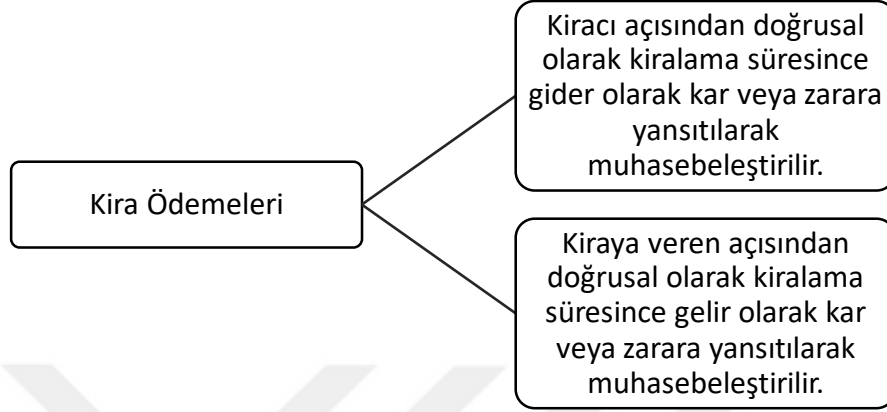 Kira Ödemeleri
Kiracı açısından doğrusal
olarak kiralama süresince
gider olarak kar veya zarara
yansıtılarak
muhasebeleştirilir.
Kiraya veren açısından
doğrusal olarak kiralama
süresince gelir olarak kar
veya zarara yansıtılarak
muhasebeleştirilir.